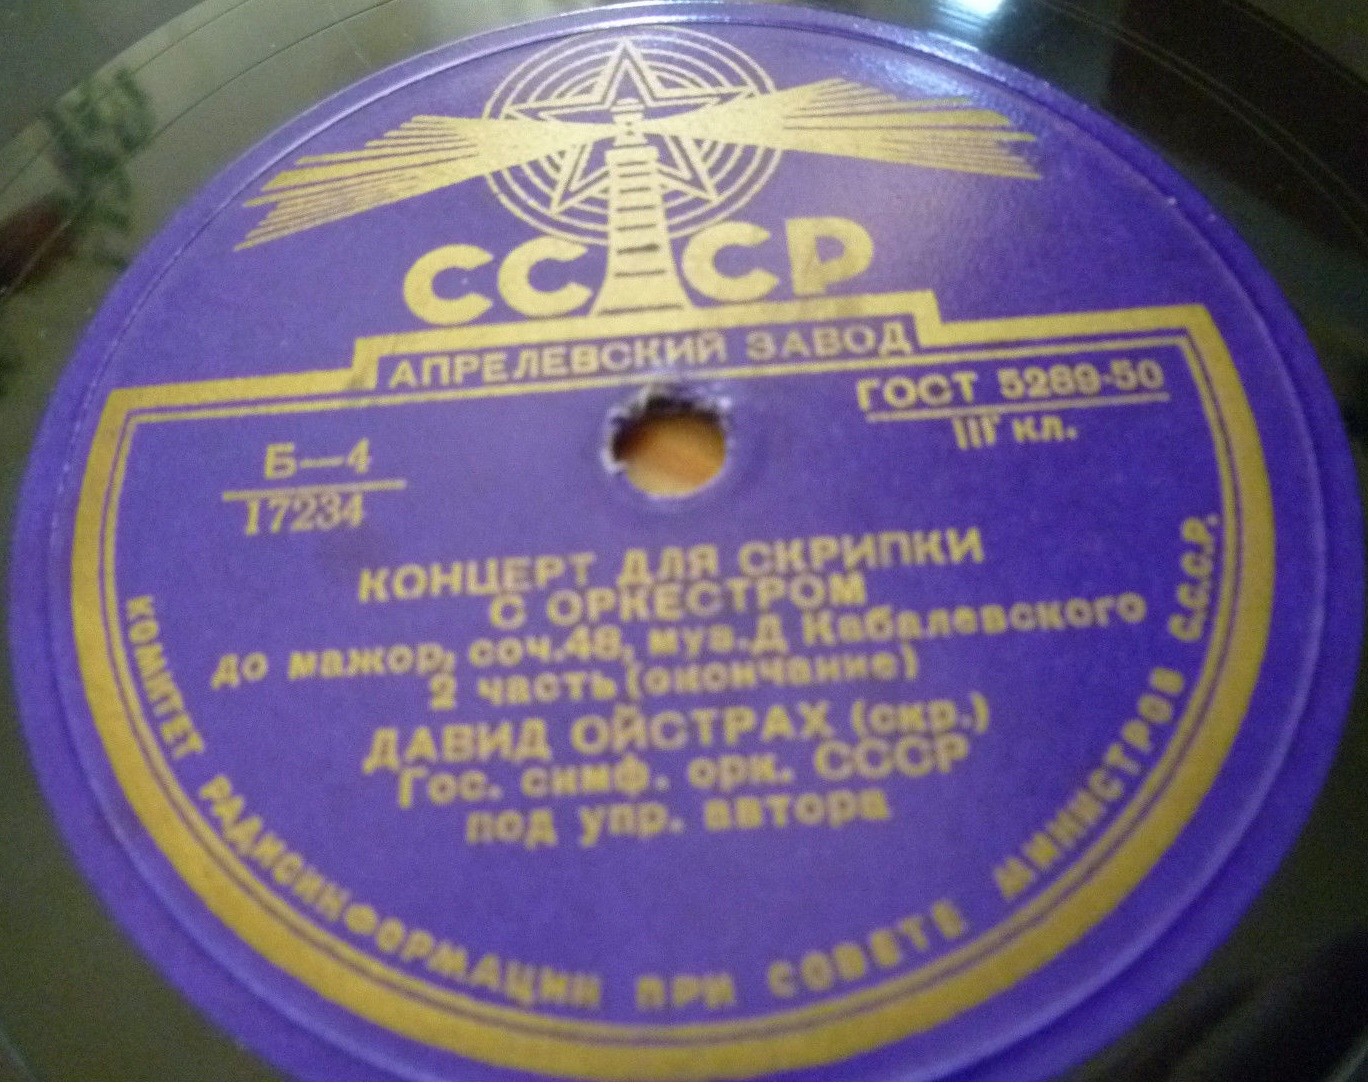 СССР
АПРЕЛЕВСКИЙ ЗАВОД
ГОСТ 5289-50
III кл.
Б—4
17234
КОНЦЕРТ ДЛЯ СКРИПКИ
С ОРКЕСТРОМ
до мажор, соч.48, муз.Д Кабалевского
2 часть (окончание)
ДАВИД ОЙСТРАХ (скр.)
Гос. симф. орк. СССР
под упр. автора
КОМИТЕТ РАДИОИНФОРМАЦИИ ПРИ СОВЕТЕ МИНИСТРОВ С.С.С.Р.